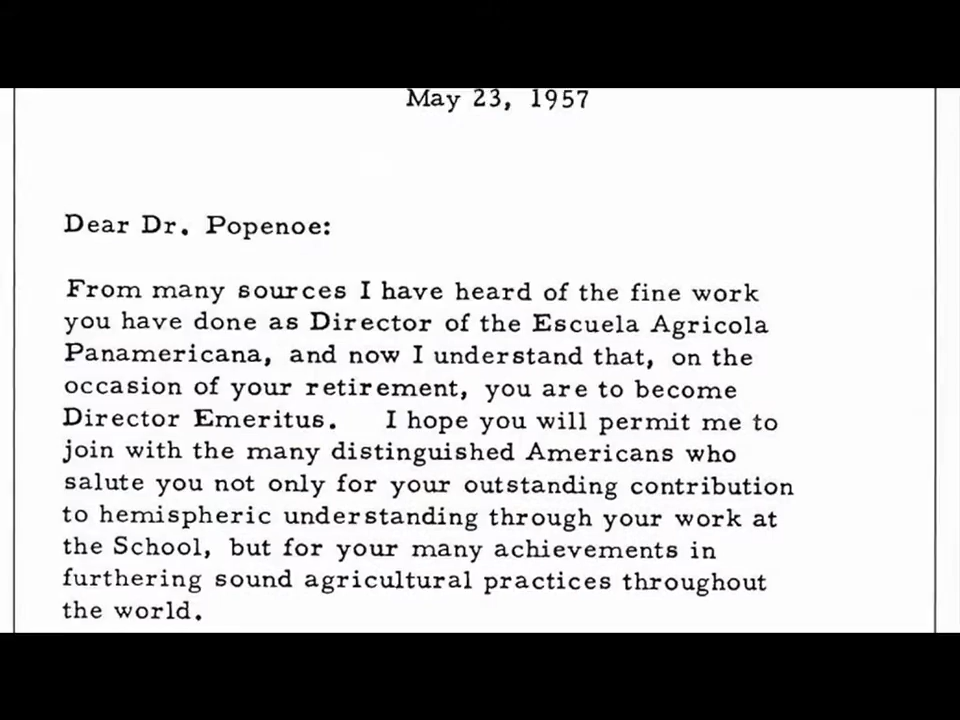 May 23, 1957
Dear Dr. Popenoe:
From many sources I have heard of the fine work
you have done as Director of the Escuela Agricola
Panamericana, and now I understand that, on the
occasion of your retirement, you are to become
Director Emeritus. I hope you will permit me to
join with the many distinguished Americans who
salute you not only for your outstanding contribution
to hemispheric understanding through your work at
the School, but for your many achievements in
furthering sound agricultural practices throughout
the world.